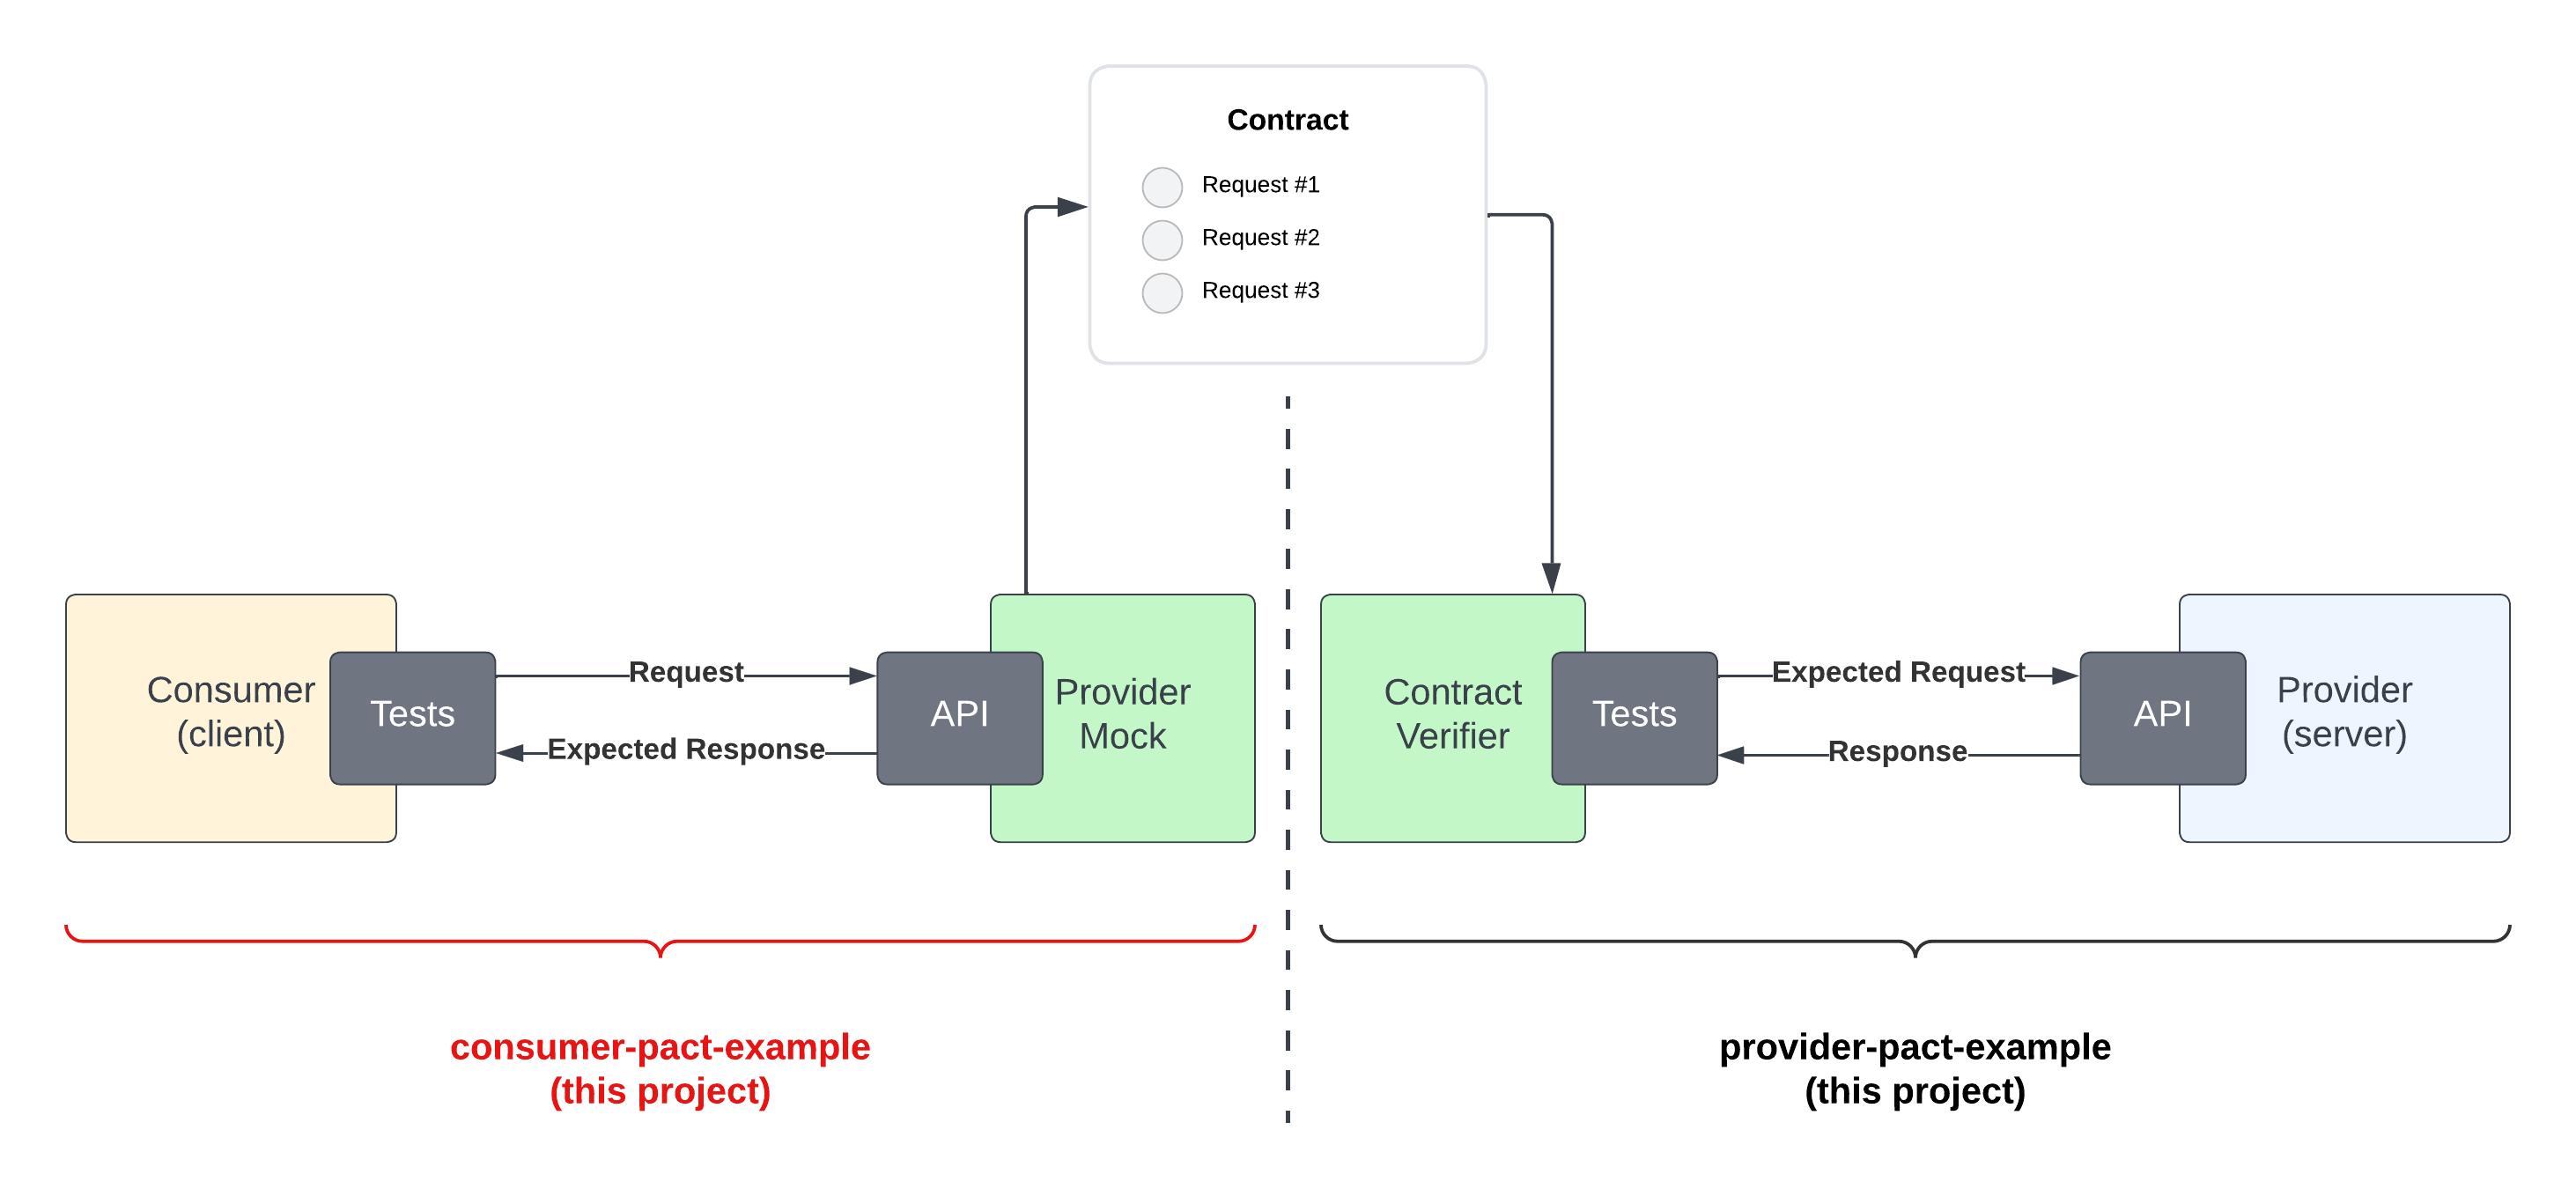 Contract
Request #1
Request #2
Request #3
Consumer
(client)
Tests
Request
Expected Response
API
Provider
Mock
Contract
Verifier
Tests
Expected Request
Response
API
Provider
(server)
consumer-pact-example
(this project)
provider-pact-example
(this project)